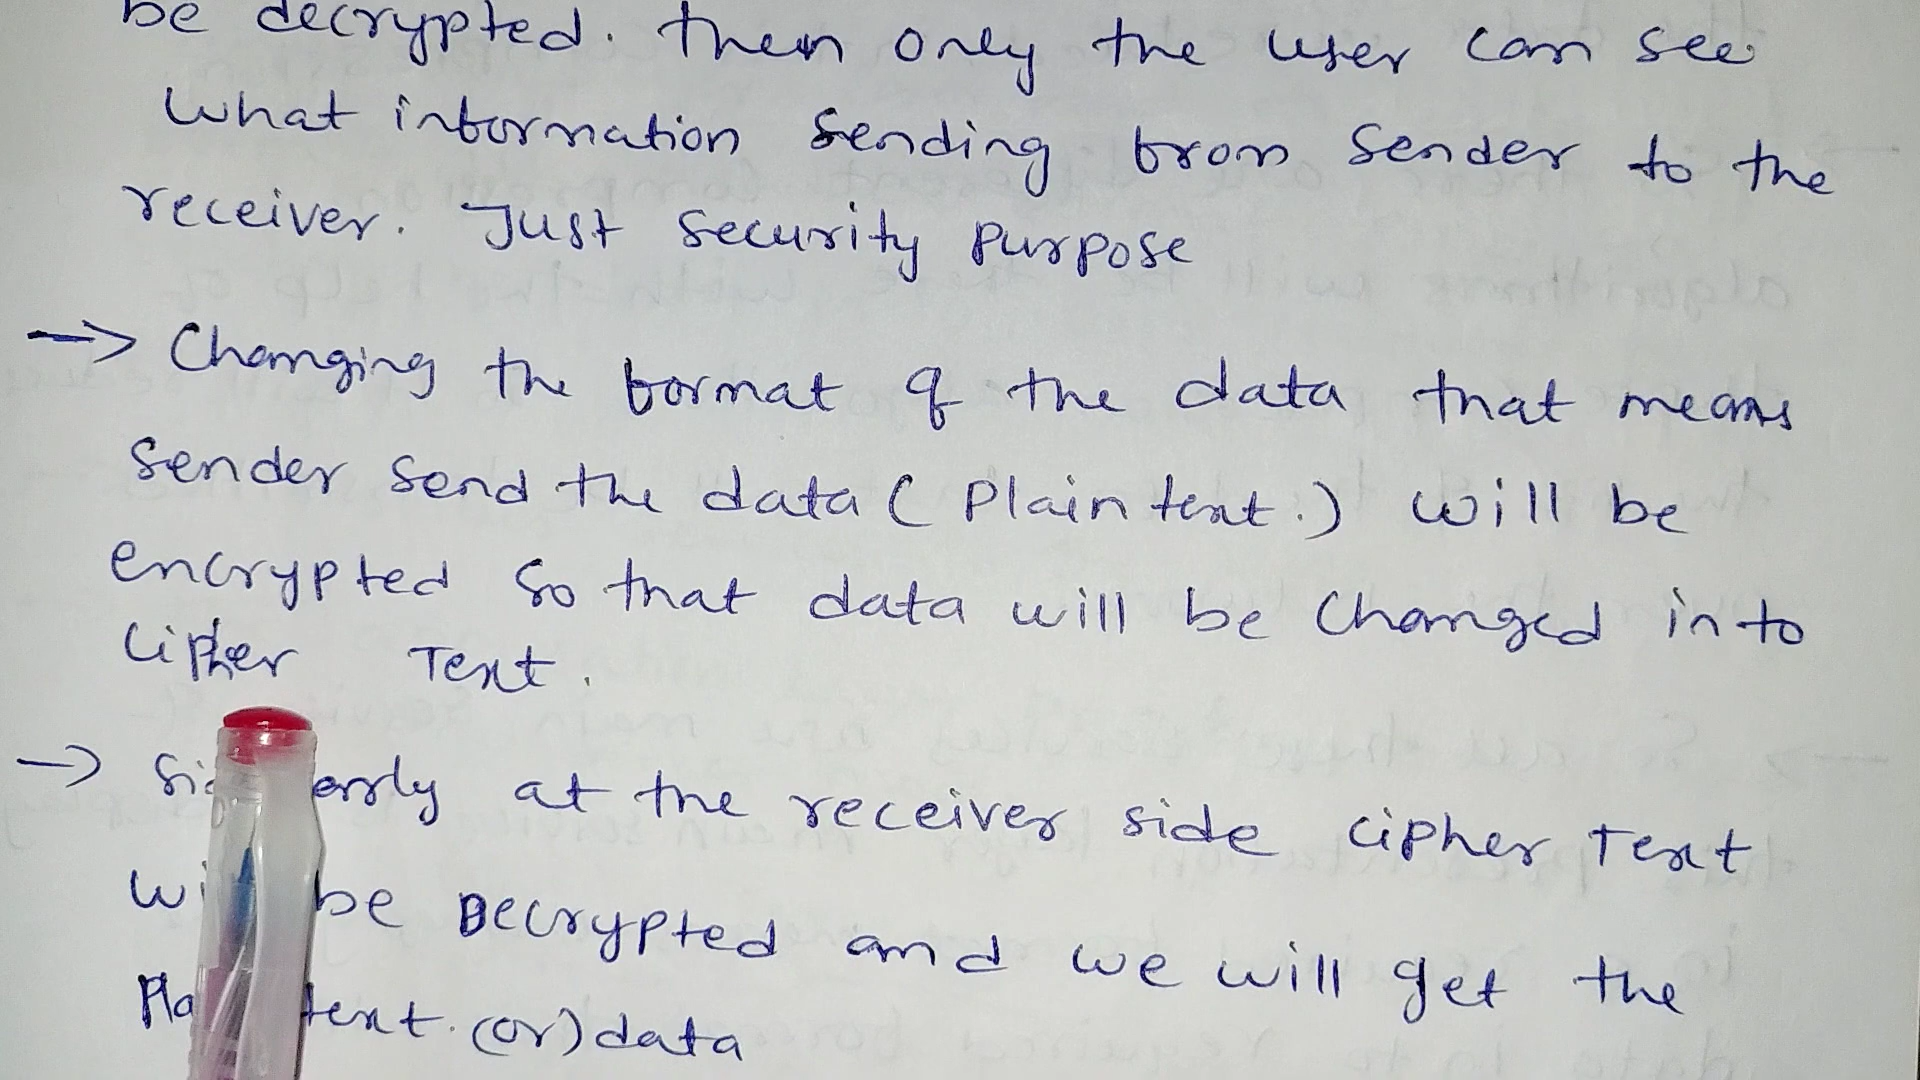 be decrypted. then only the user can see
what information sending from sender to the
receiver. Just security purpose
→ Changing the format of the data that means
sender send the data ( Plain text.) will be
encrypted so that data will be changed into
Cipher Text.
→ at the receiver side cipher Text
be Decrypted and we will get the
text. (or) data